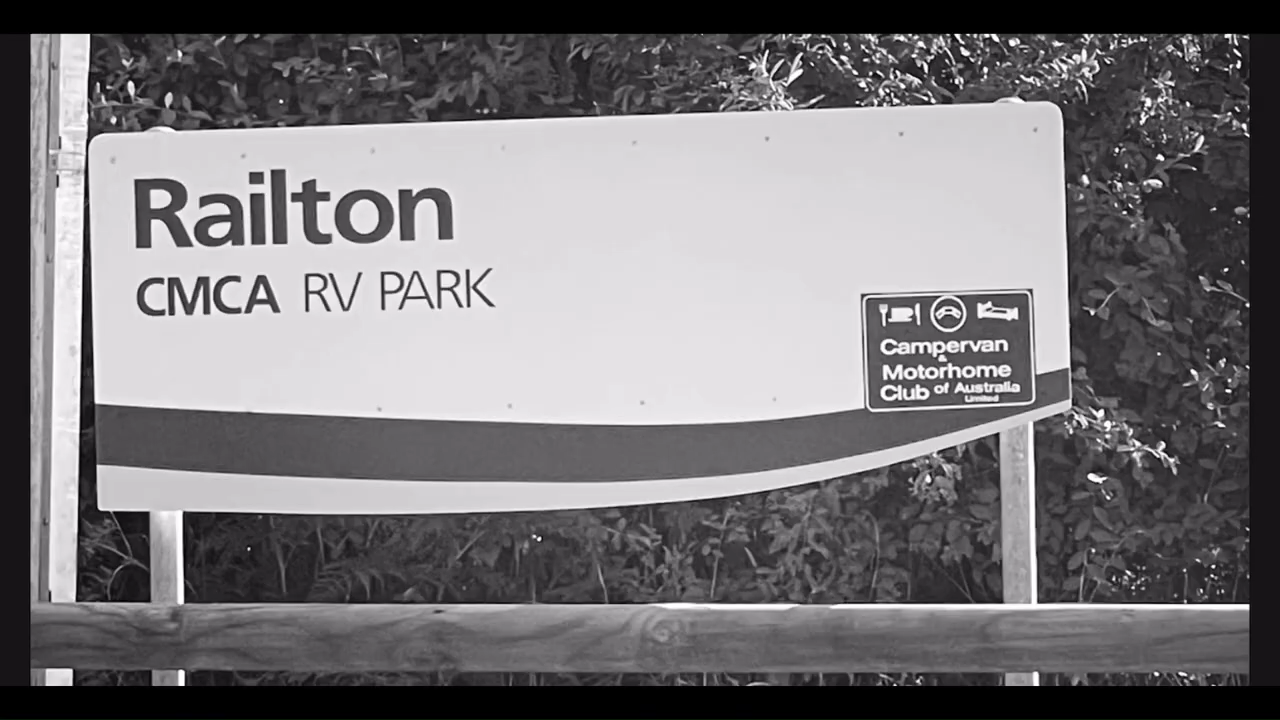 Railton
CMCA RV PARK
Campervan
&
Motorhome
Club of Australia
Limited